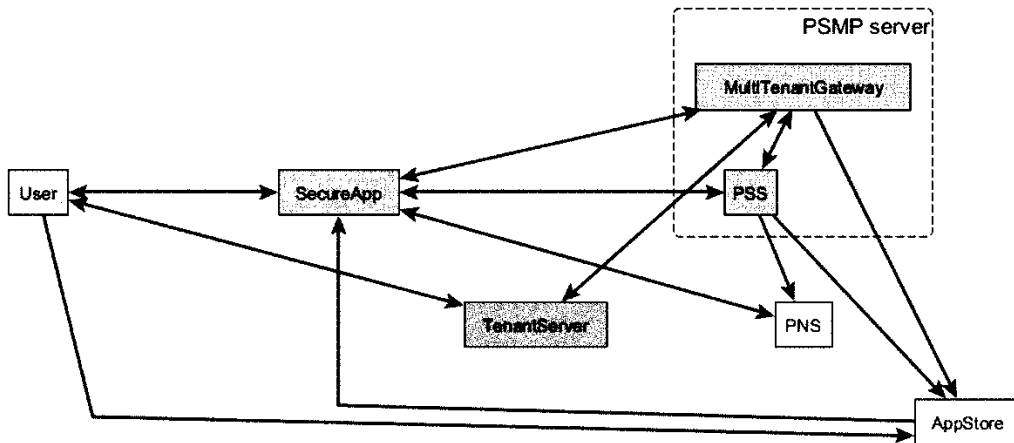 PSMP server
MultiTenantGateway
User
SecureApp
PSS
TenantServer
PNS
AppStore